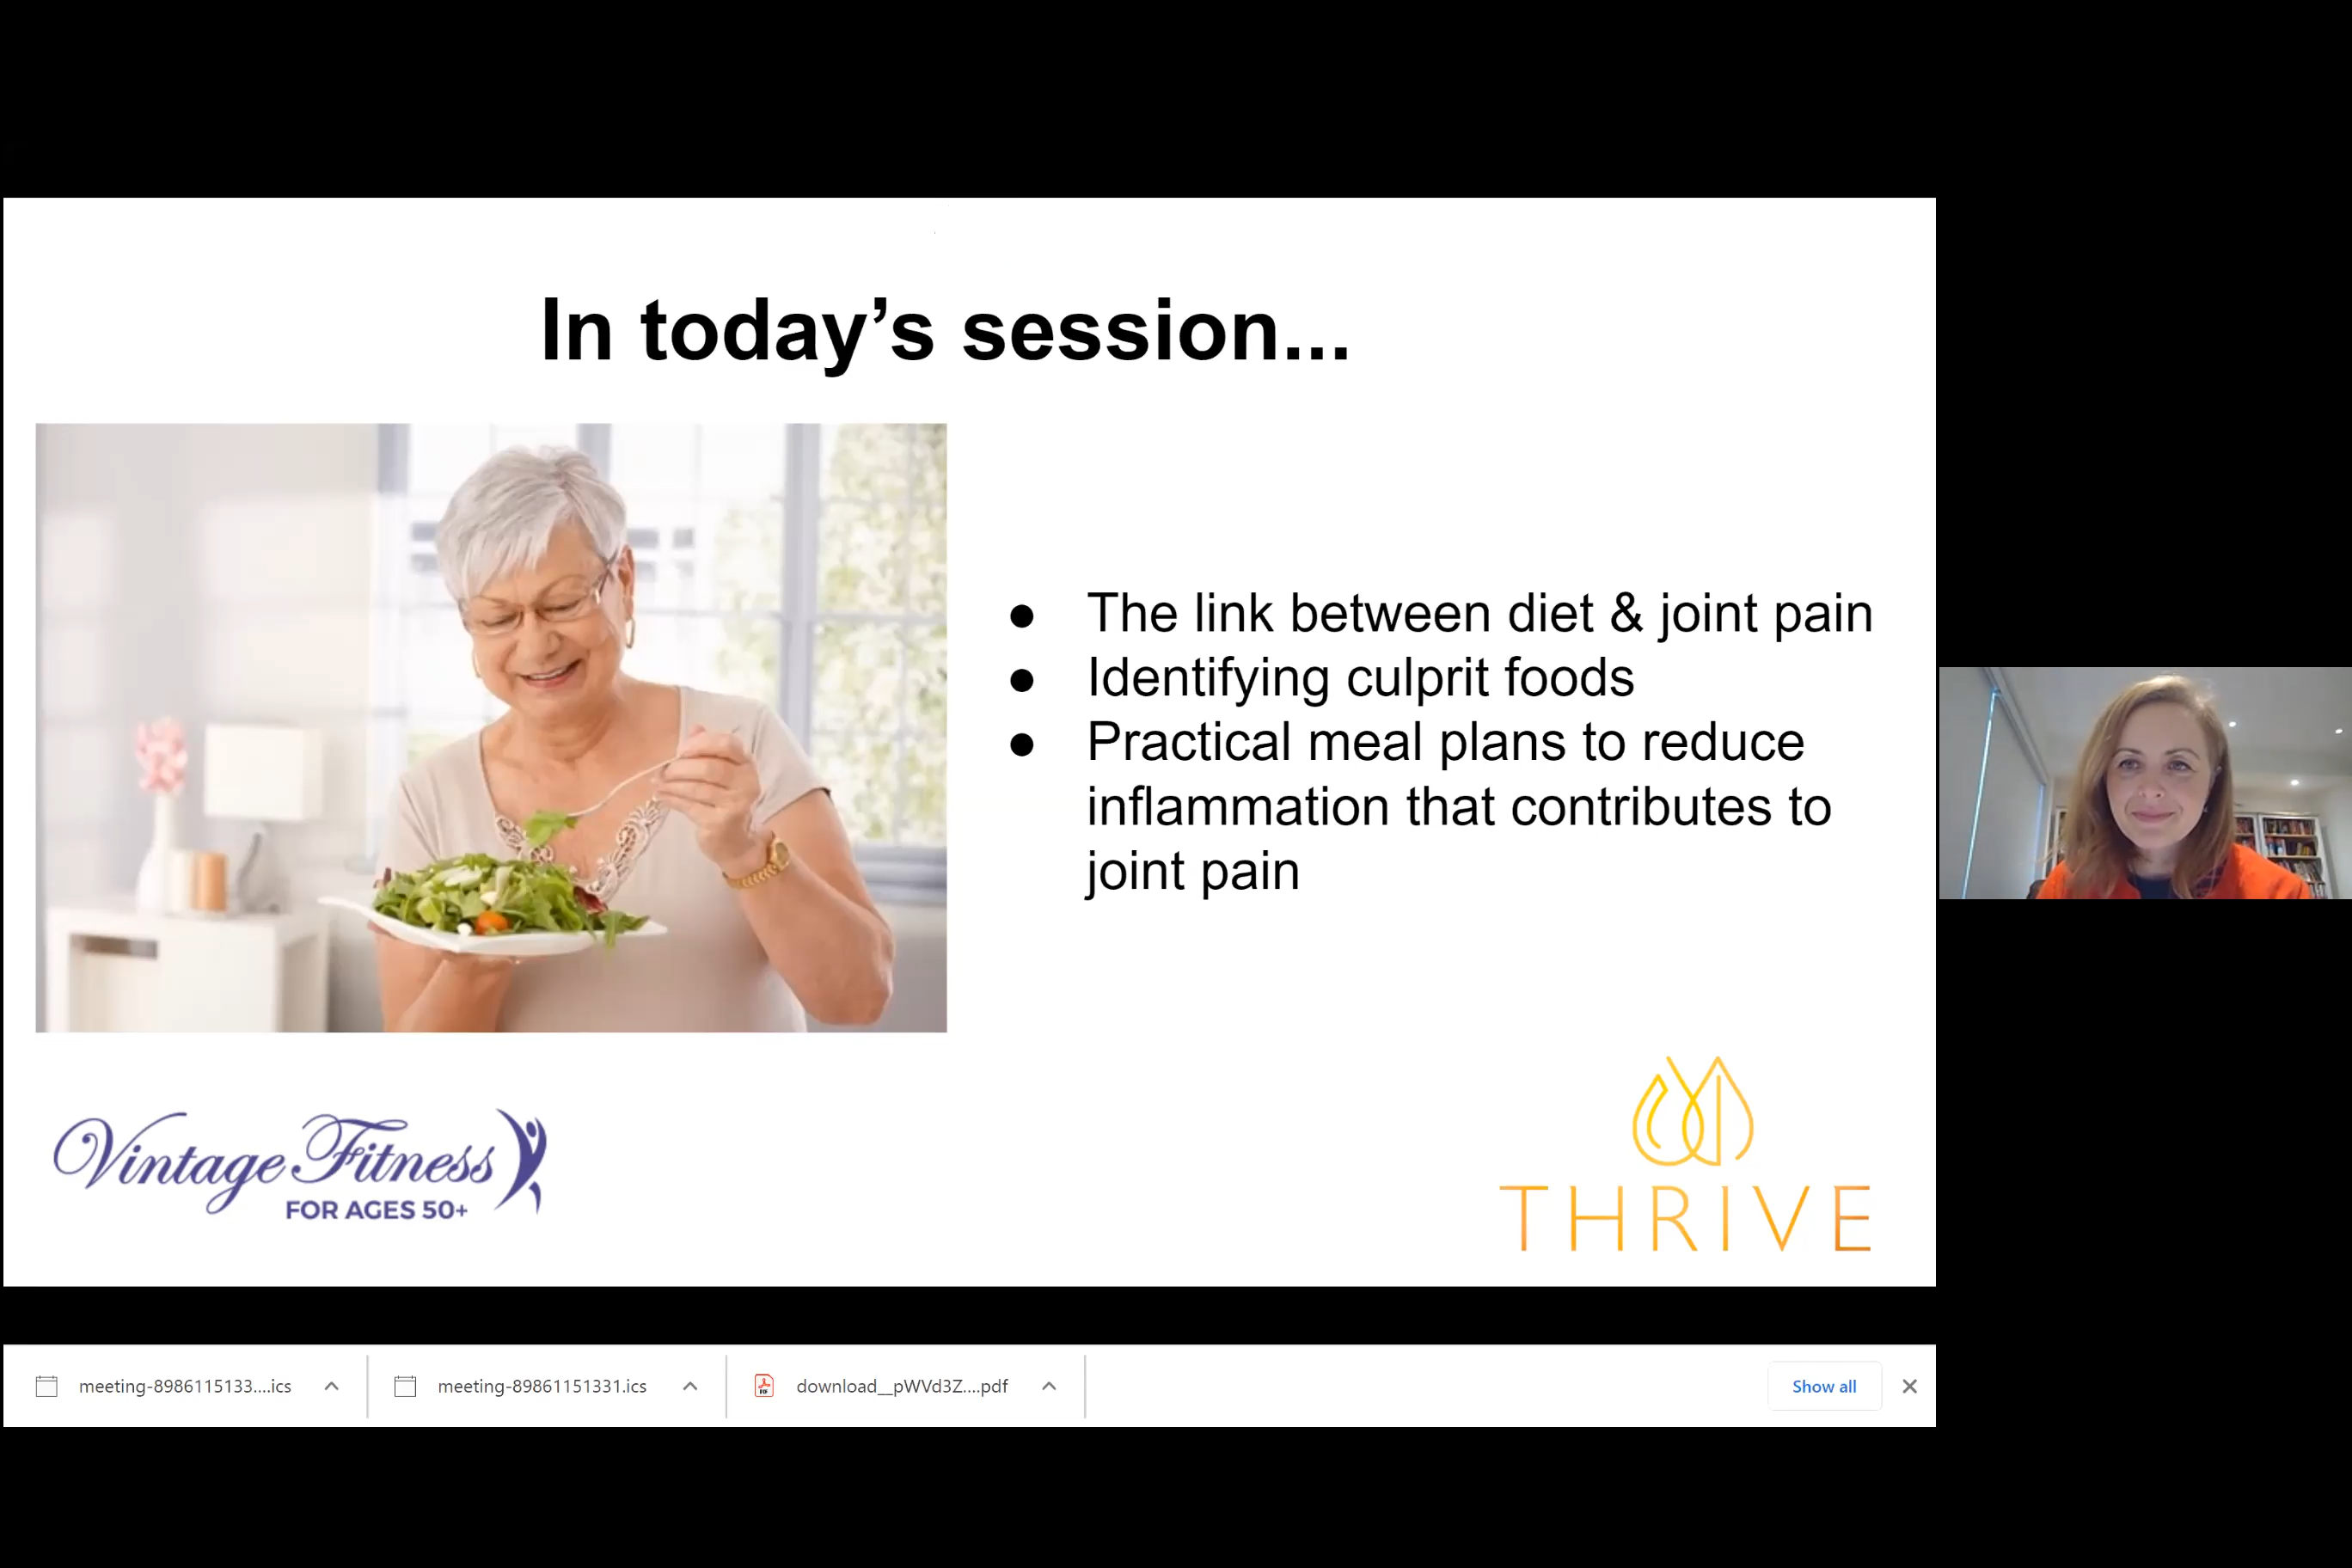 In today’s session...
● The link between diet & joint pain
● Identifying culprit foods
● Practical meal plans to reduce
inflammation that contributes to
joint pain
Vintage Fitness
FOR AGES 50+
THRIVE
meeting-8986115133....ics
meeting-89861151331.ics
download__pWVd3Z....pdf
Show all